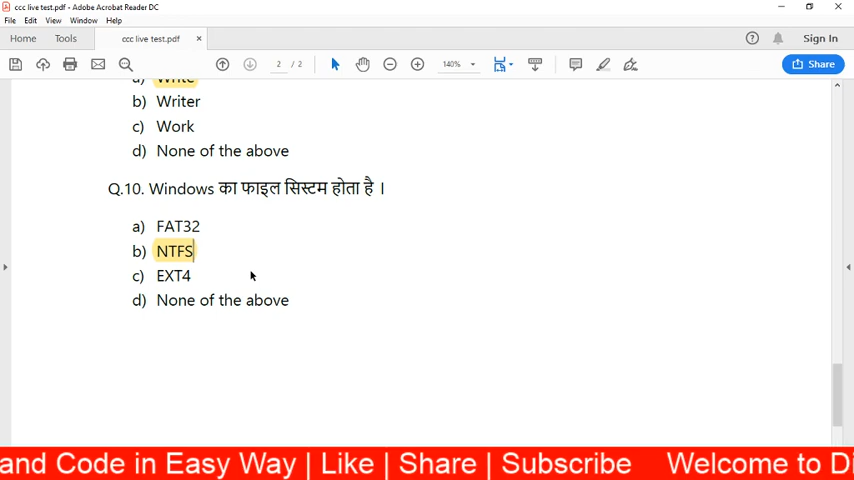 ccc live test.pdf - Adobe Acrobat Reader DC
File Edit View Window Help
Home Tools ccc live test.pdf × Sign In
2 / 2 140% Share
a) Write
b) Writer
c) Work
d) None of the above
Q.10. Windows का फाइल सिस्टम होता है ।
a) FAT32
b) NTFS
c) EXT4
d) None of the above
and Code in Easy Way | Like | Share | Subscribe Welcome to Di